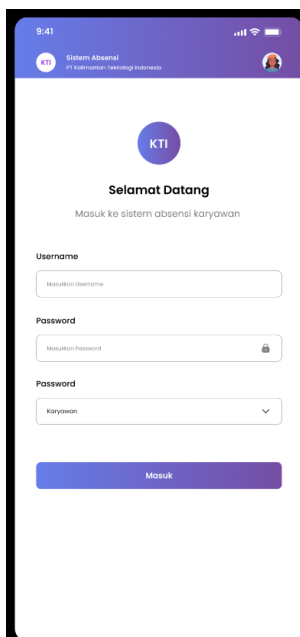 9:41
KTI
Sistem Absensi
PT Kalimantan Teknologi Indonesia
KTI
Selamat Datang
Masuk ke sistem absensi karyawan
Username
Masukkan Username
Password
Masukkan Password
Password
Karyawan
Masuk